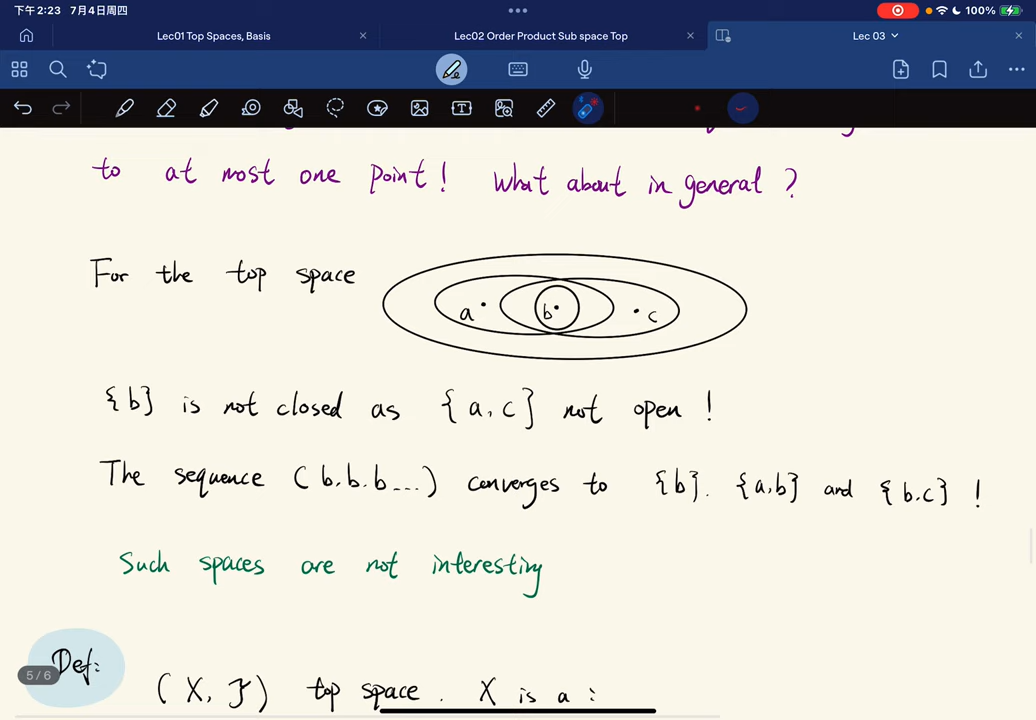 下午2:23 7月4日周四
100%
Lec01 Top Spaces, Basis
Lec02 Order Product Sub space Top
Lec 03
to at most one point! What about in general?
For the top space
a b c
{b} is not closed as {a,c} not open!
The sequence (b.b.b...) converges to {b}. {a,b} and {b.c}!
Such spaces are not interesting
Def:
5/6
(X, J) top space. X is a: